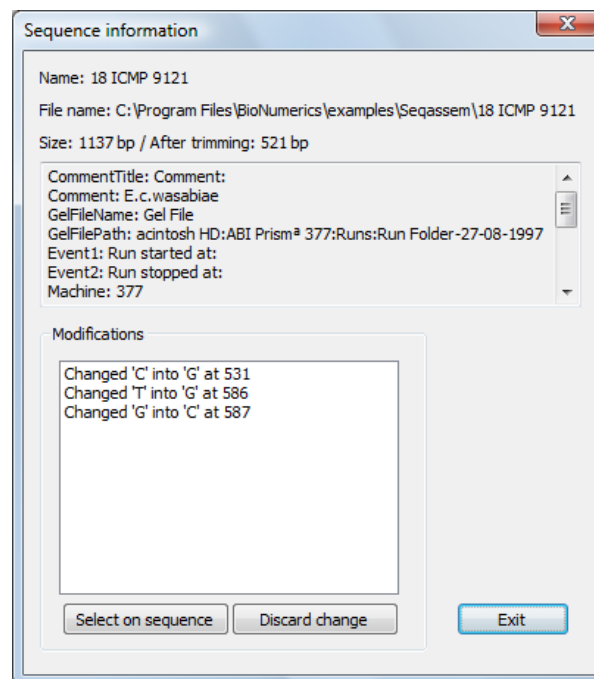 Sequence information
Name: 18 ICMP 9121
File name: C:\Program Files\BioNumerics\examples\Seqassem\18 ICMP 9121
Size: 1137 bp / After trimming: 521 bp
CommentTitle: Comment:
Comment: E.c.wasabiae
GelFileName: Gel File
GelFilePath: acintosh HD:ABI Prismª 377:Runs:Run Folder-27-08-1997
Event1: Run started at:
Event2: Run stopped at:
Machine: 377
Modifications
Changed 'C' into 'G' at 531
Changed 'T' into 'G' at 586
Changed 'G' into 'C' at 587
Select on sequence Discard change Exit